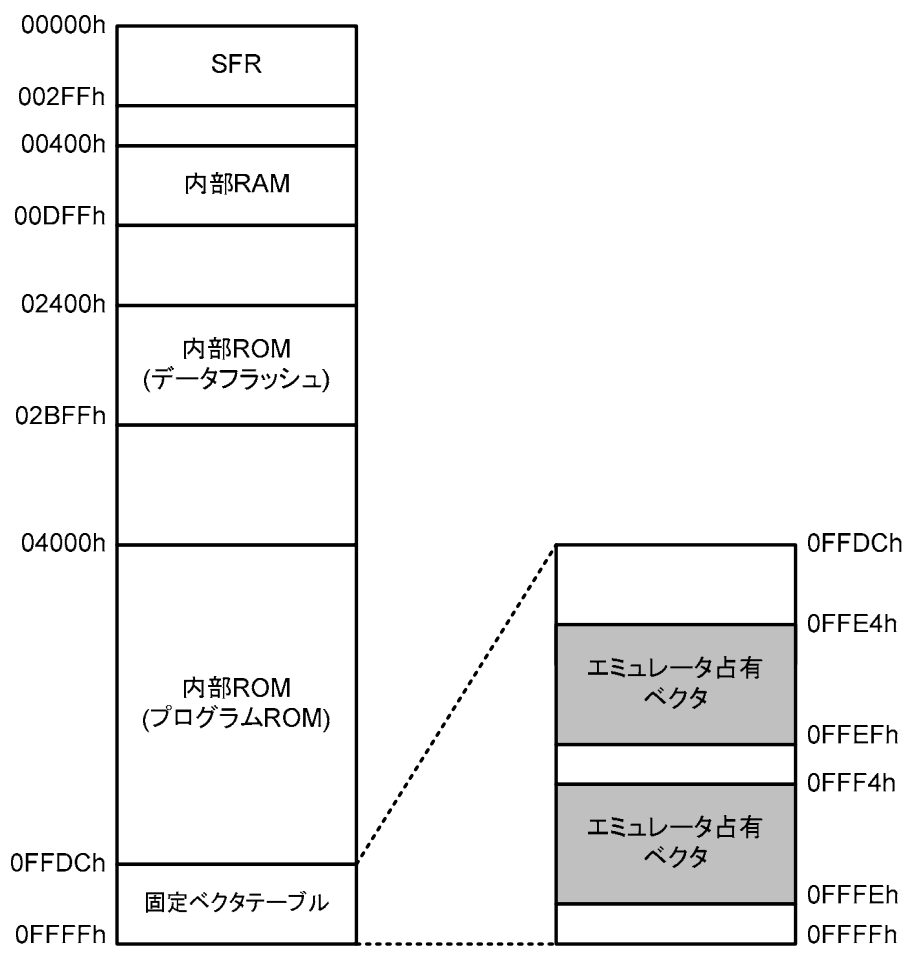 00000h
SFR
002FFh
00400h
内部RAM
00DFFh
02400h
内部ROM
(データフラッシュ)
02BFFh
04000h
内部ROM
(プログラムROM)
0FFDCh
固定ベクタテーブル
0FFFFh
0FFDCh
0FFE4h
エミュレータ占有
ベクタ
0FFEFh
0FFF4h
エミュレータ占有
ベクタ
0FFFEh
0FFFFh